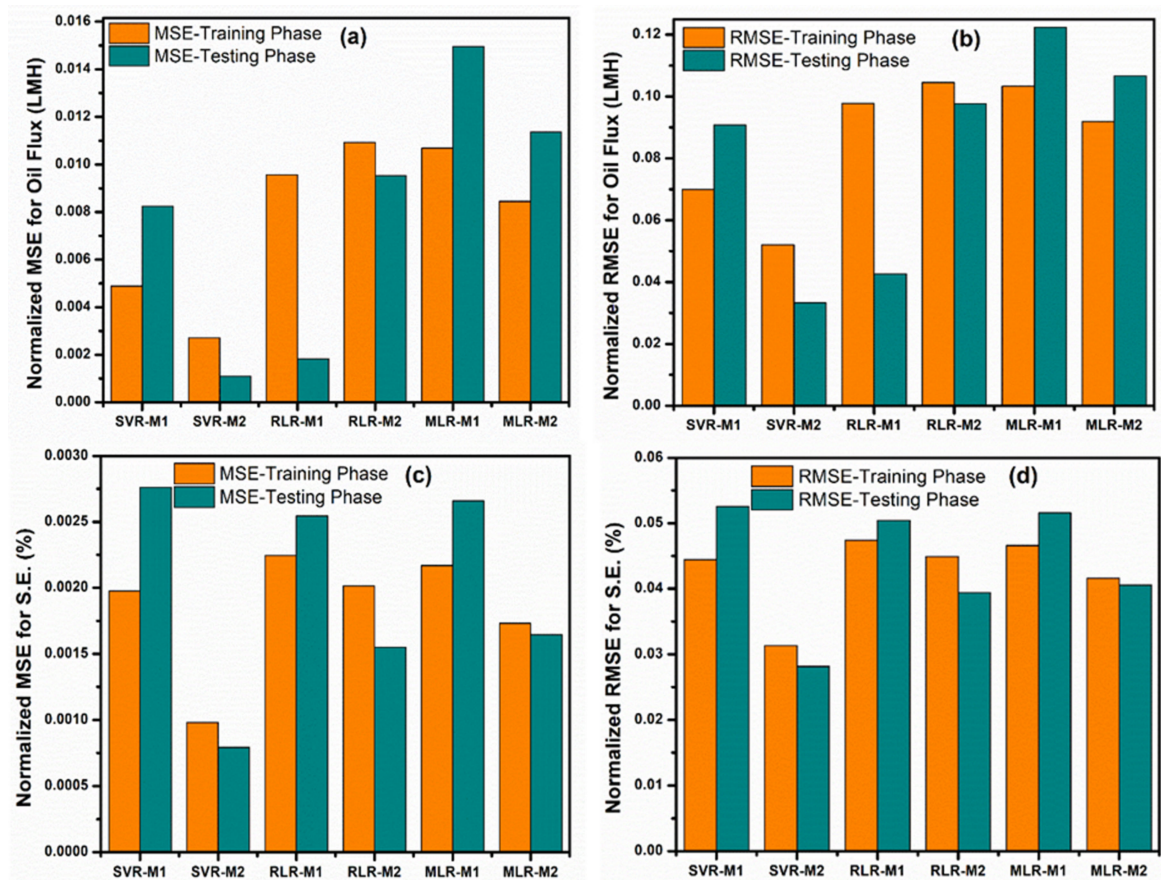 MSE-Training Phase
MSE-Testing Phase
(a)
Normalized MSE for Oil Flux (LMH)
0.016
0.014
0.012
0.010
0.008
0.006
0.004
0.002
0.000
SVR-M1 SVR-M2 RLR-M1 RLR-M2 MLR-M1 MLR-M2
RMSE-Training Phase
RMSE-Testing Phase
(b)
Normalized RMSE for Oil Flux (LMH)
0.12
0.10
0.08
0.06
0.04
0.02
0.00
SVR-M1 SVR-M2 RLR-M1 RLR-M2 MLR-M1 MLR-M2
MSE-Training Phase
MSE-Testing Phase
(c)
Normalized MSE for S.E. (%)
0.0030
0.0025
0.0020
0.0015
0.0010
0.0005
0.0000
SVR-M1 SVR-M2 RLR-M1 RLR-M2 MLR-M1 MLR-M2
RMSE-Training Phase
RMSE-Testing Phase
(d)
Normalized RMSE for S.E. (%)
0.06
0.05
0.04
0.03
0.02
0.01
0.00
SVR-M1 SVR-M2 RLR-M1 RLR-M2 MLR-M1 MLR-M2